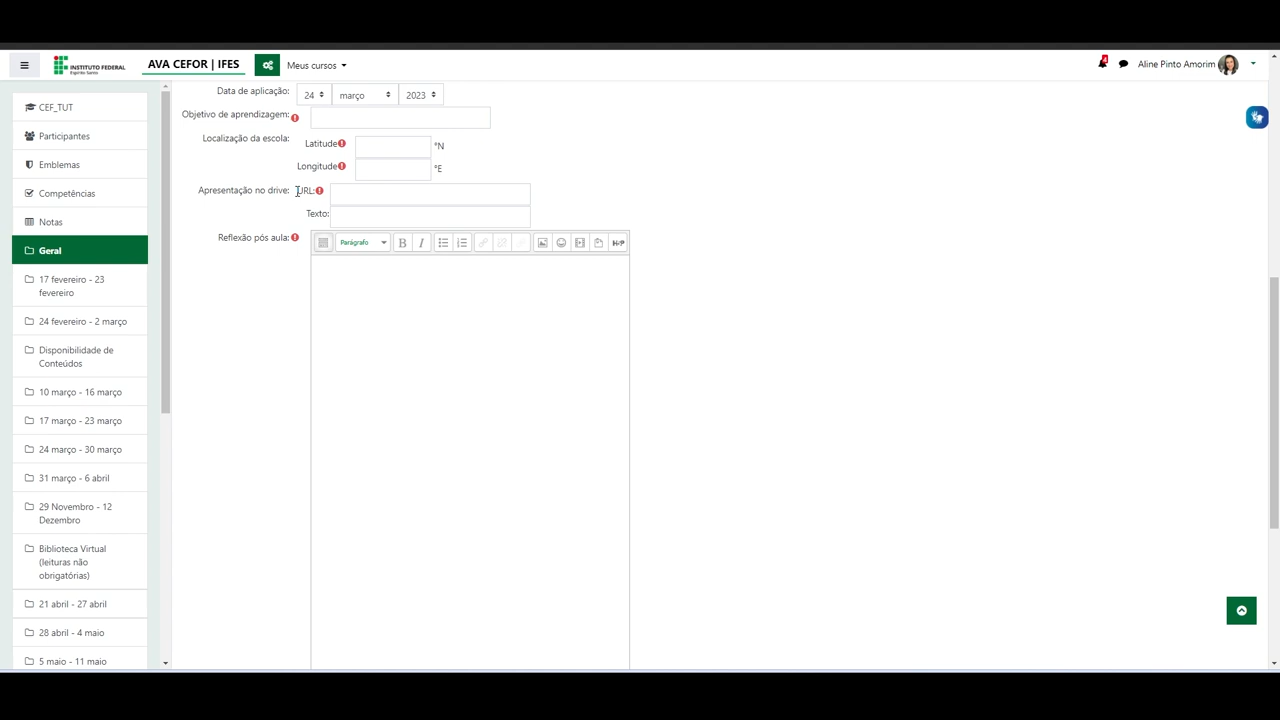 INSTITUTO FEDERAL
Espírito Santo
AVA CEFOR | IFES
Meus cursos
Aline Pinto Amorim
CEF_TUT
Participantes
Emblemas
Competências
Notas
Geral
17 fevereiro - 23
fevereiro
24 fevereiro - 2 março
Disponibilidade de
Conteúdos
10 março - 16 março
17 março - 23 março
24 março - 30 março
31 março - 6 abril
29 Novembro - 12
Dezembro
Biblioteca Virtual
(leituras não
obrigatórias)
21 abril - 27 abril
28 abril - 4 maio
5 maio - 11 maio
Data de aplicação: 24 março 2023
Objetivo de aprendizagem:
Localização da escola: Latitude °N
Longitude °E
Apresentação no drive: URL:
Texto:
Reflexão pós aula:
Parágrafo B I H-P